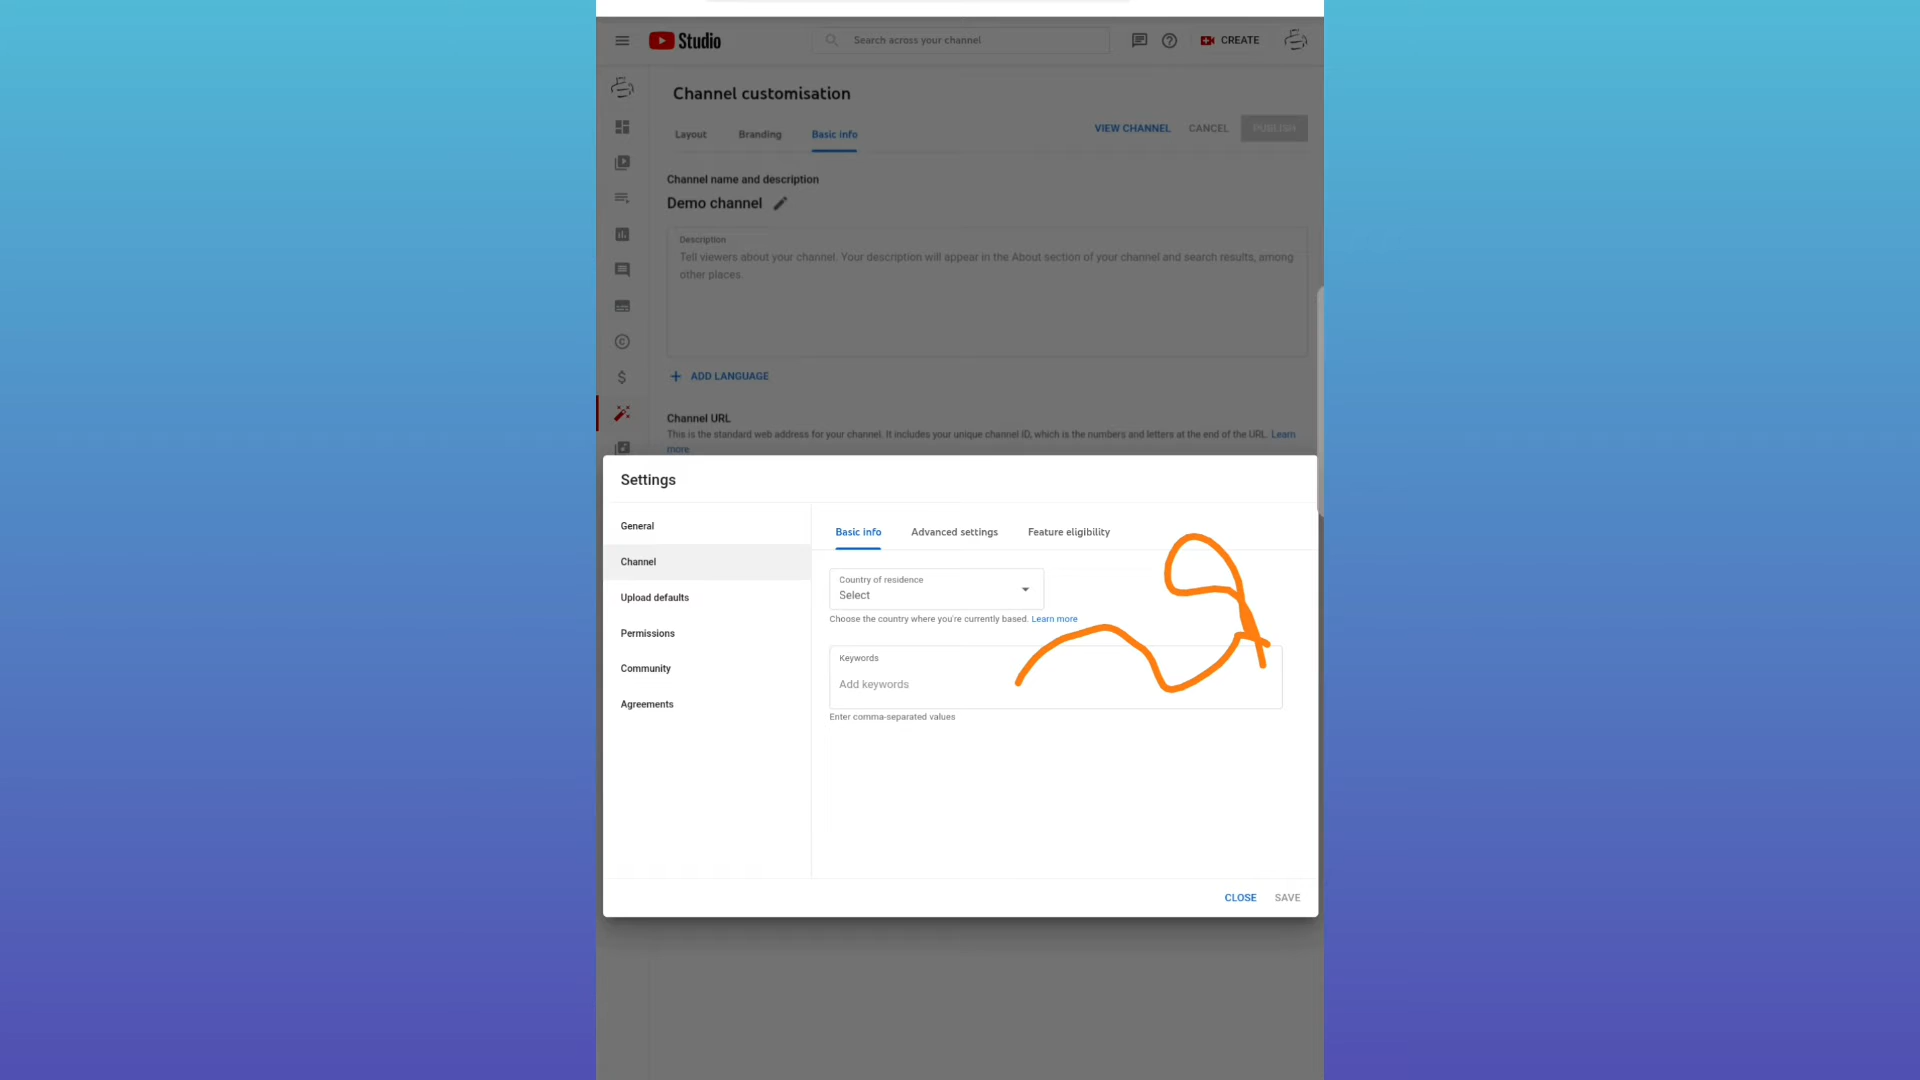 Studio
Search across your channel
CREATE
Channel customisation
Layout
Branding
Basic info
VIEW CHANNEL
CANCEL
PUBLISH
Channel name and description
Demo channel
Description
Tell viewers about your channel. Your description will appear in the About section of your channel and search results, among
other places.
ADD LANGUAGE
Channel URL
This is the standard web address for your channel. It includes your unique channel ID, which is the numbers and letters at the end of the URL. Learn
more
Settings
General
Channel
Upload defaults
Permissions
Community
Agreements
Basic info
Advanced settings
Feature eligibility
Country of residence
Select
Choose the country where you're currently based. Learn more
Keywords
Add keywords
Enter comma-separated values
CLOSE
SAVE